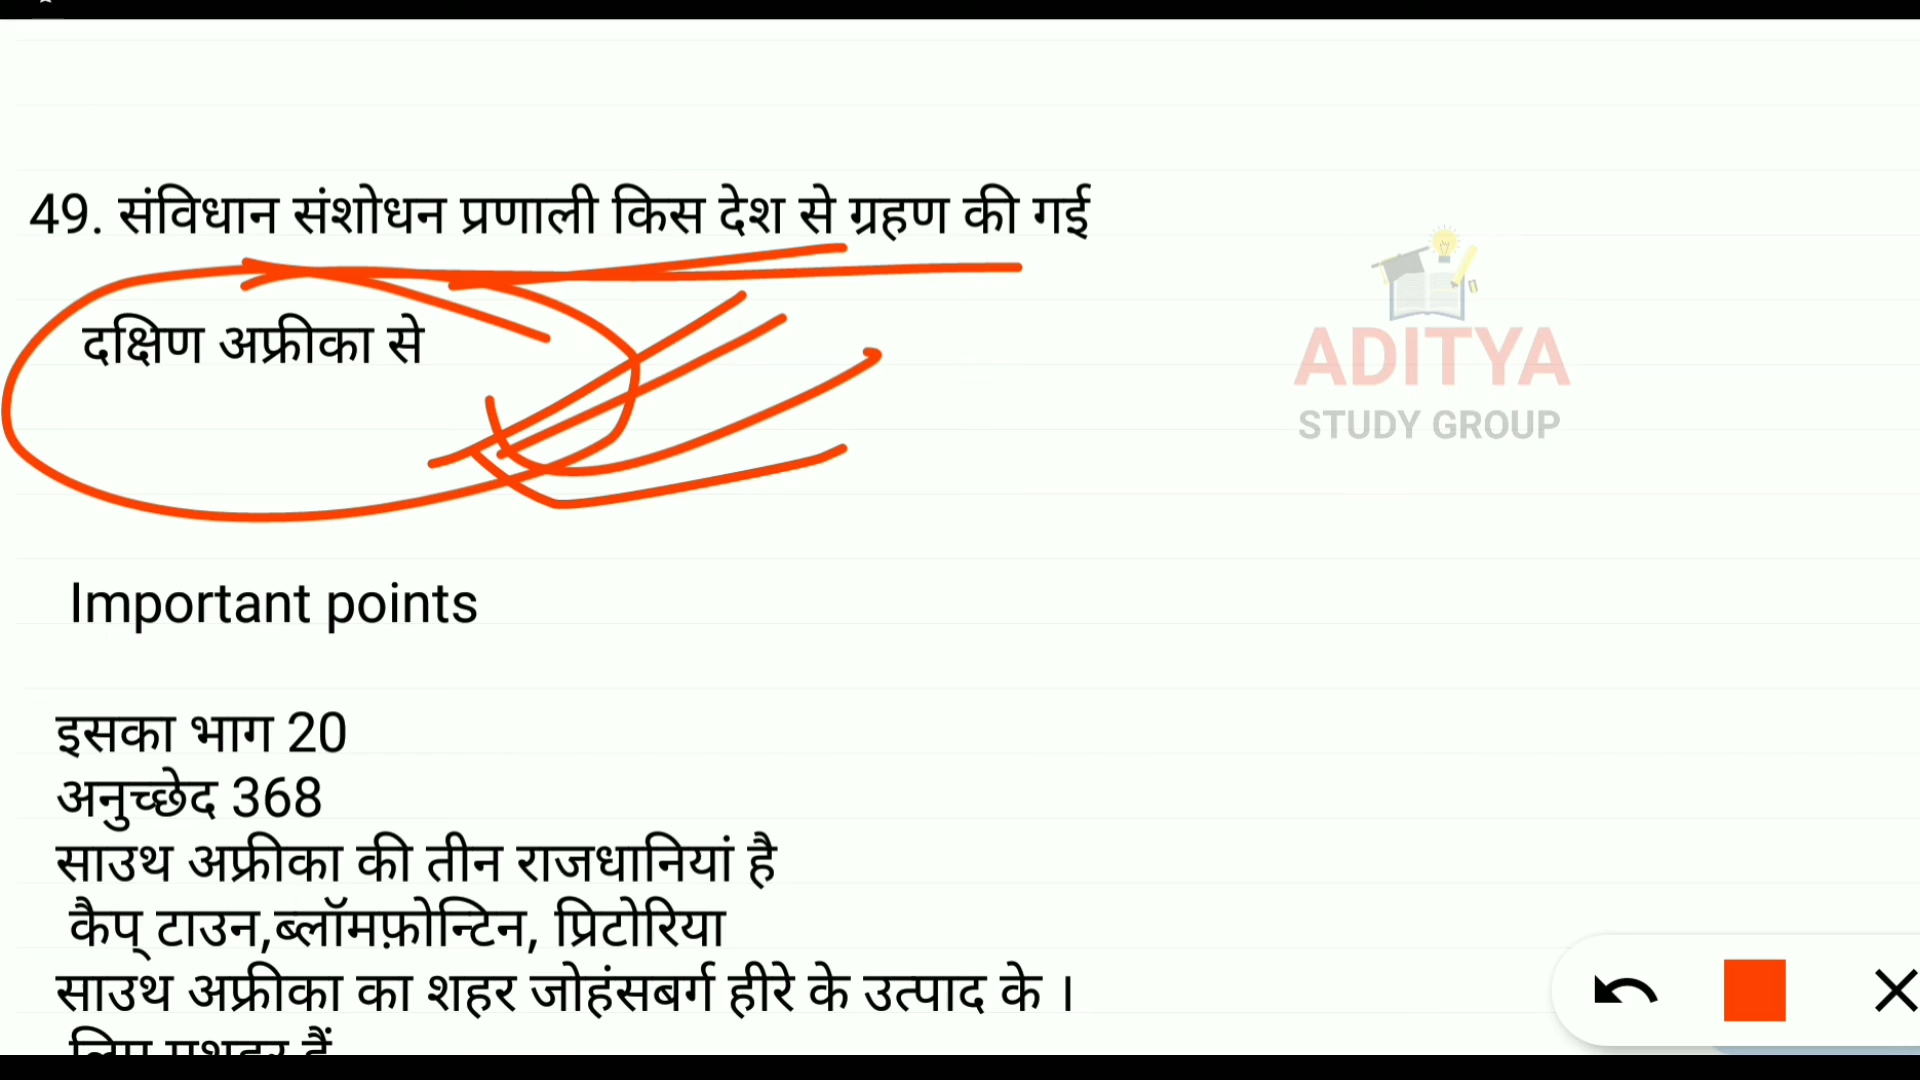 49. संविधान संशोधन प्रणाली किस देश से ग्रहण की गई
दक्षिण अफ्रीका से
ADITYA
STUDY GROUP
Important points
इसका भाग 20
अनुच्छेद 368
साउथ अफ्रीका की तीन राजधानियां है
कैप् टाउन,ब्लॉमफ़ोन्टिन, प्रिटोरिया
साउथ अफ्रीका का शहर जोहंसबर्ग हीरे के उत्पाद के ।
लिए मशहूर हैं